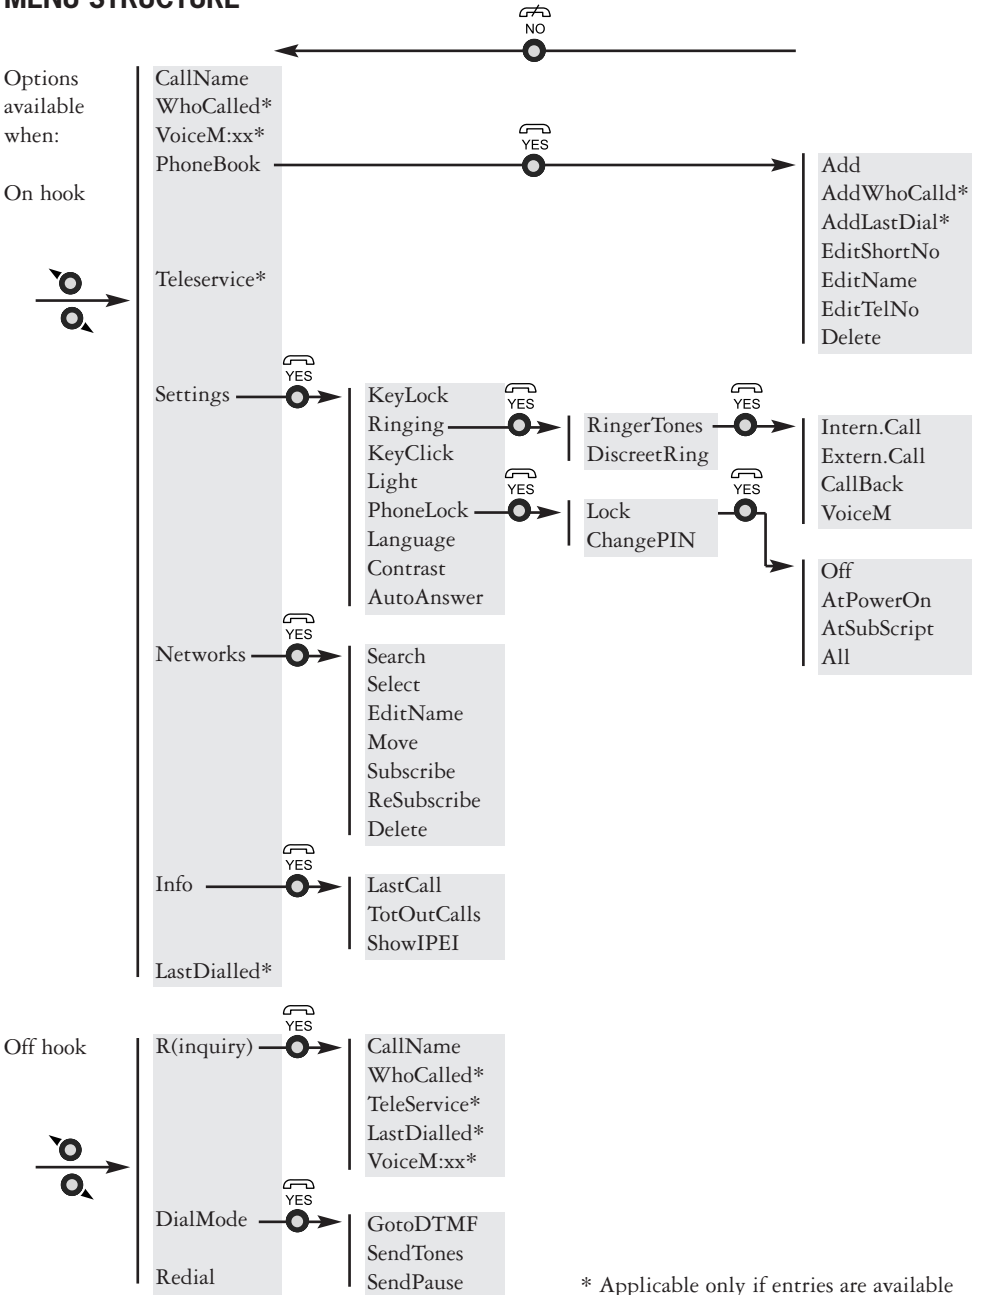 MENU STRUCTURE
NO
Options
available
when:
On hook
CallName
WhoCalled*
VoiceM:xx*
PhoneBook
YES
Add
AddWhoCalld*
AddLastDial*
EditShortNo
EditName
EditTelNo
Delete
Teleservice*
Settings
YES
KeyLock
Ringing
KeyClick
Light
PhoneLock
Language
Contrast
AutoAnswer
YES
RingerTones
DiscreetRing
YES
Intern.Call
Extern.Call
CallBack
VoiceM
YES
Lock
ChangePIN
YES
Off
AtPowerOn
AtSubScript
All
Networks
YES
Search
Select
EditName
Move
Subscribe
ReSubscribe
Delete
Info
YES
LastCall
TotOutCalls
ShowIPEI
LastDialled*
Off hook
R(inquiry)
YES
CallName
WhoCalled*
TeleService*
LastDialled*
VoiceM:xx*
DialMode
YES
GotoDTMF
SendTones
SendPause
Redial
* Applicable only if entries are available